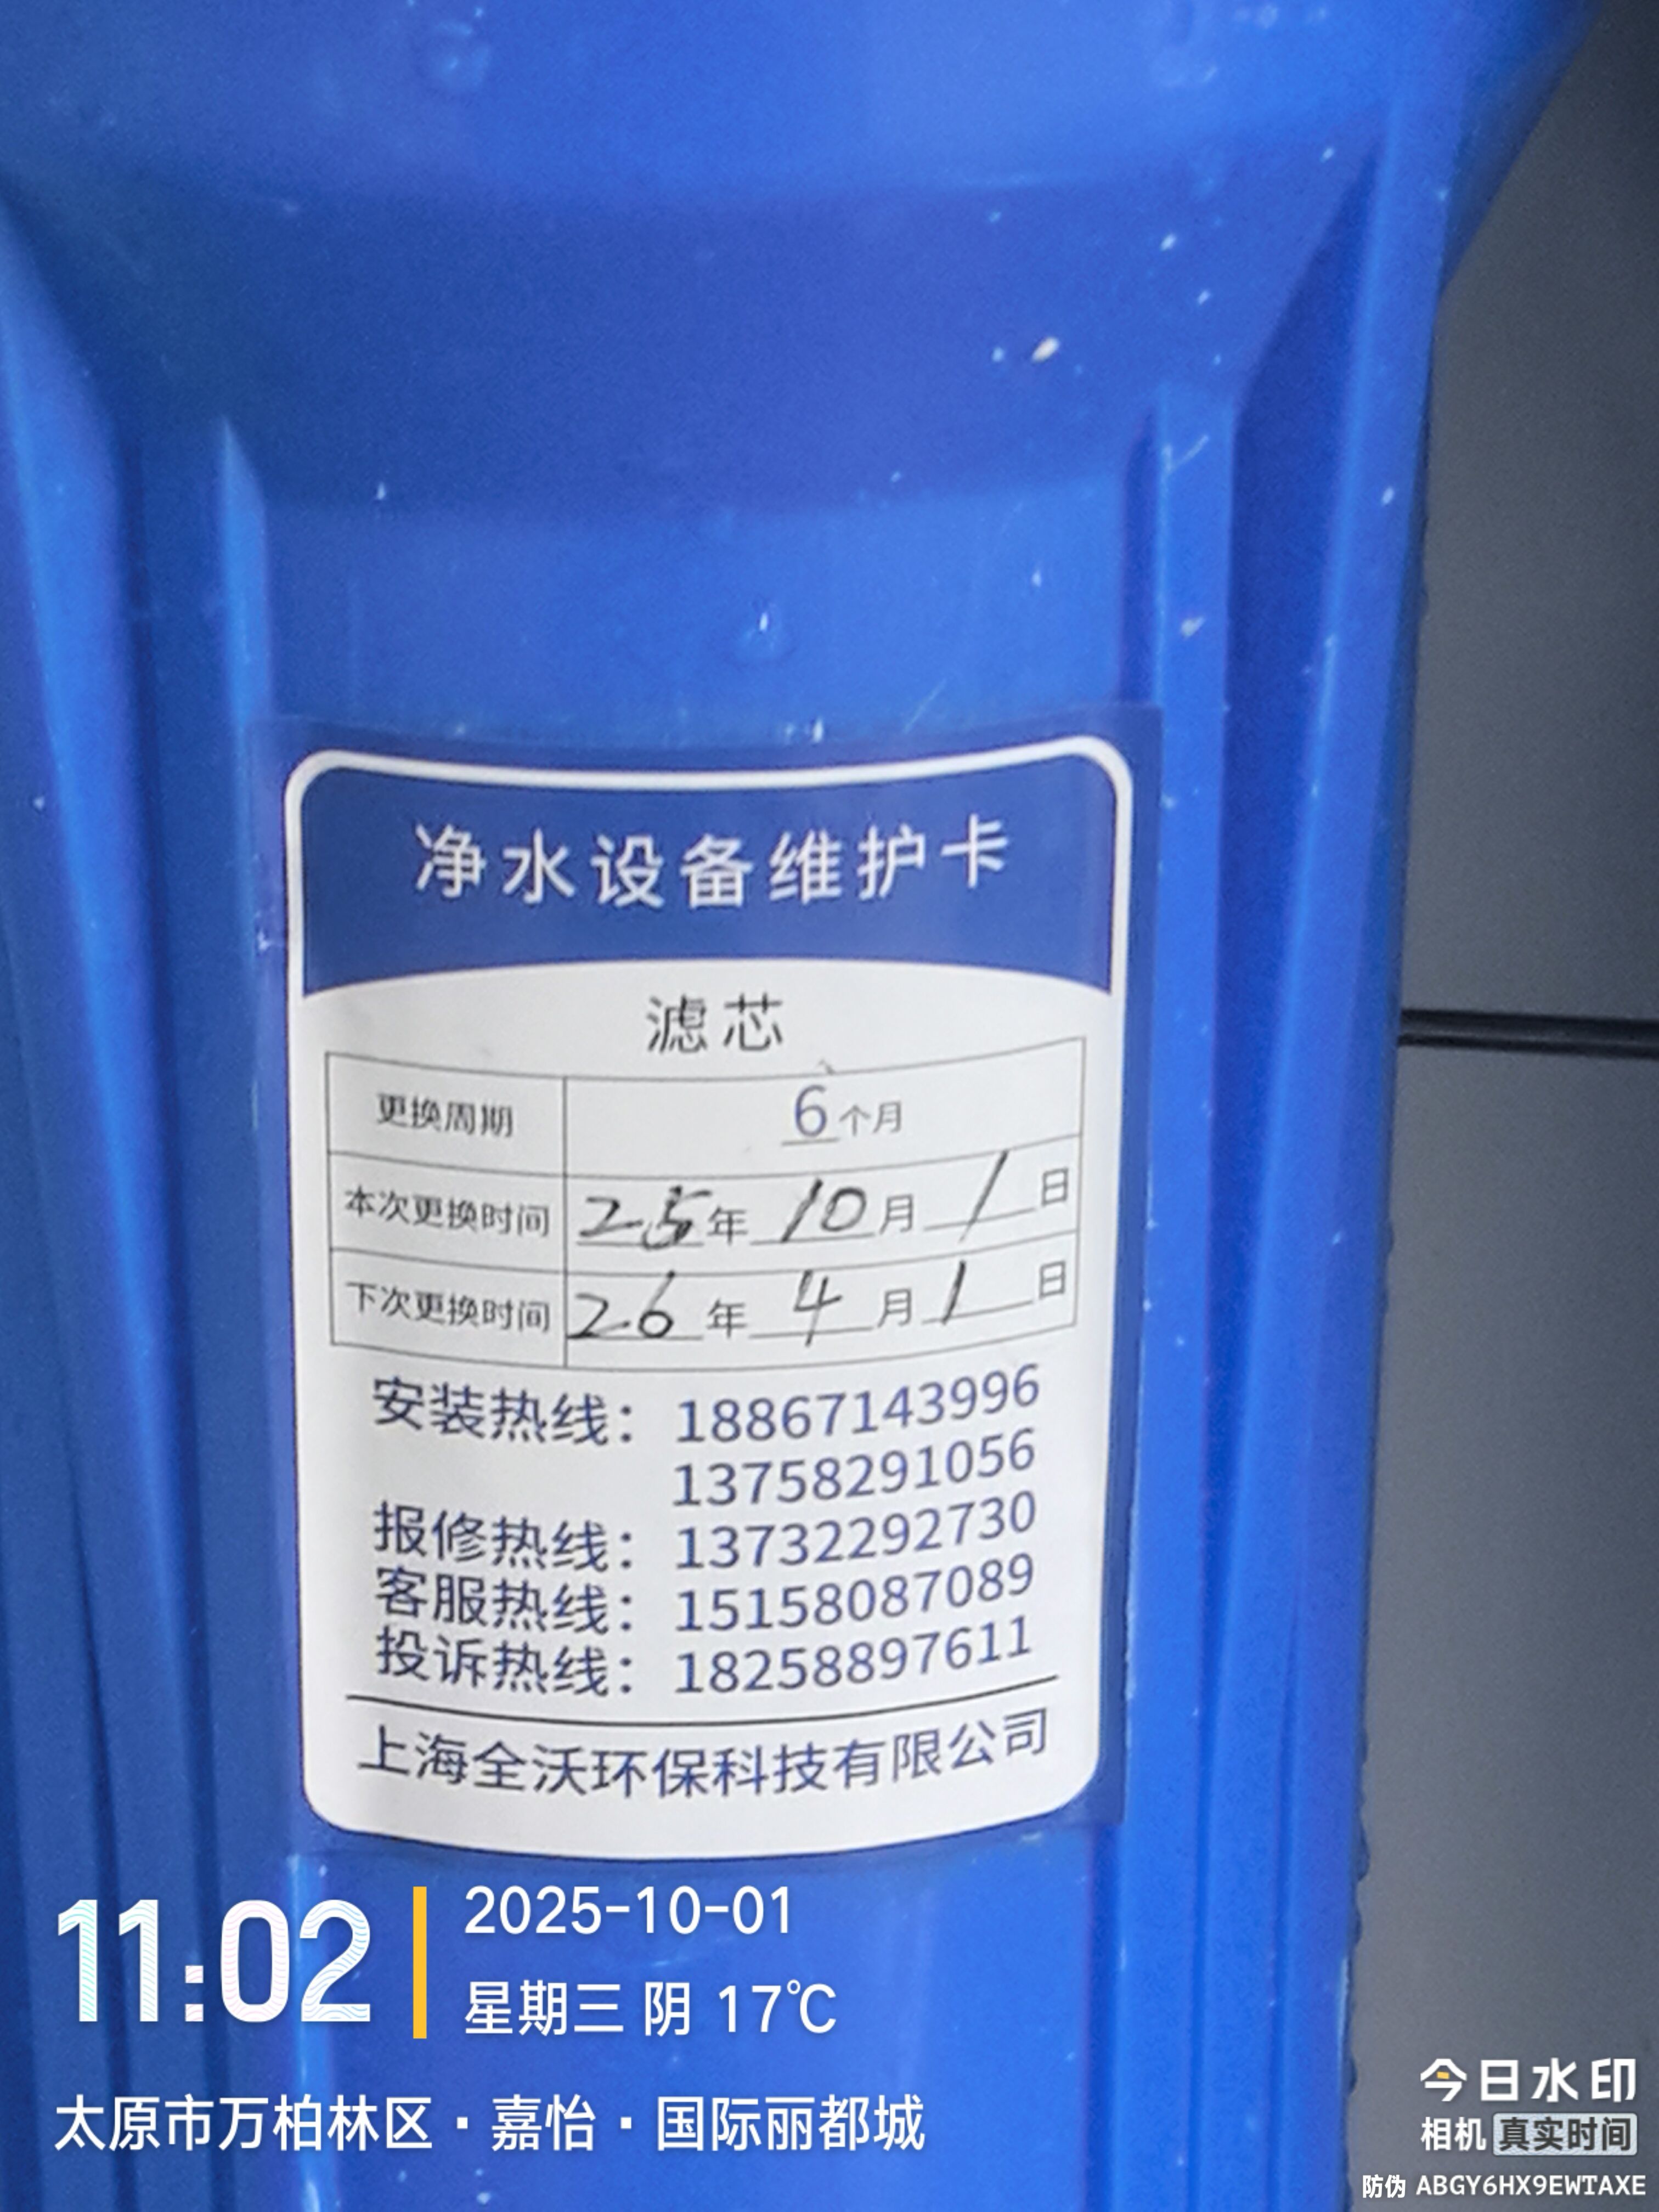 净水设备维护卡
滤芯
更换周期 6个月
本次更换时间 25年10月1日
下次更换时间 26年4月1日
安装热线：18867143996
13758291056
报修热线：13732292730
客服热线：15158087089
投诉热线：18258897611
上海全沃环保科技有限公司
11:02
2025-10-01
星期三 阴 17℃
太原市万柏林区·嘉怡·国际丽都城
今日水印
相机 真实时间
防伪 ABGY6HX9EWTAXE